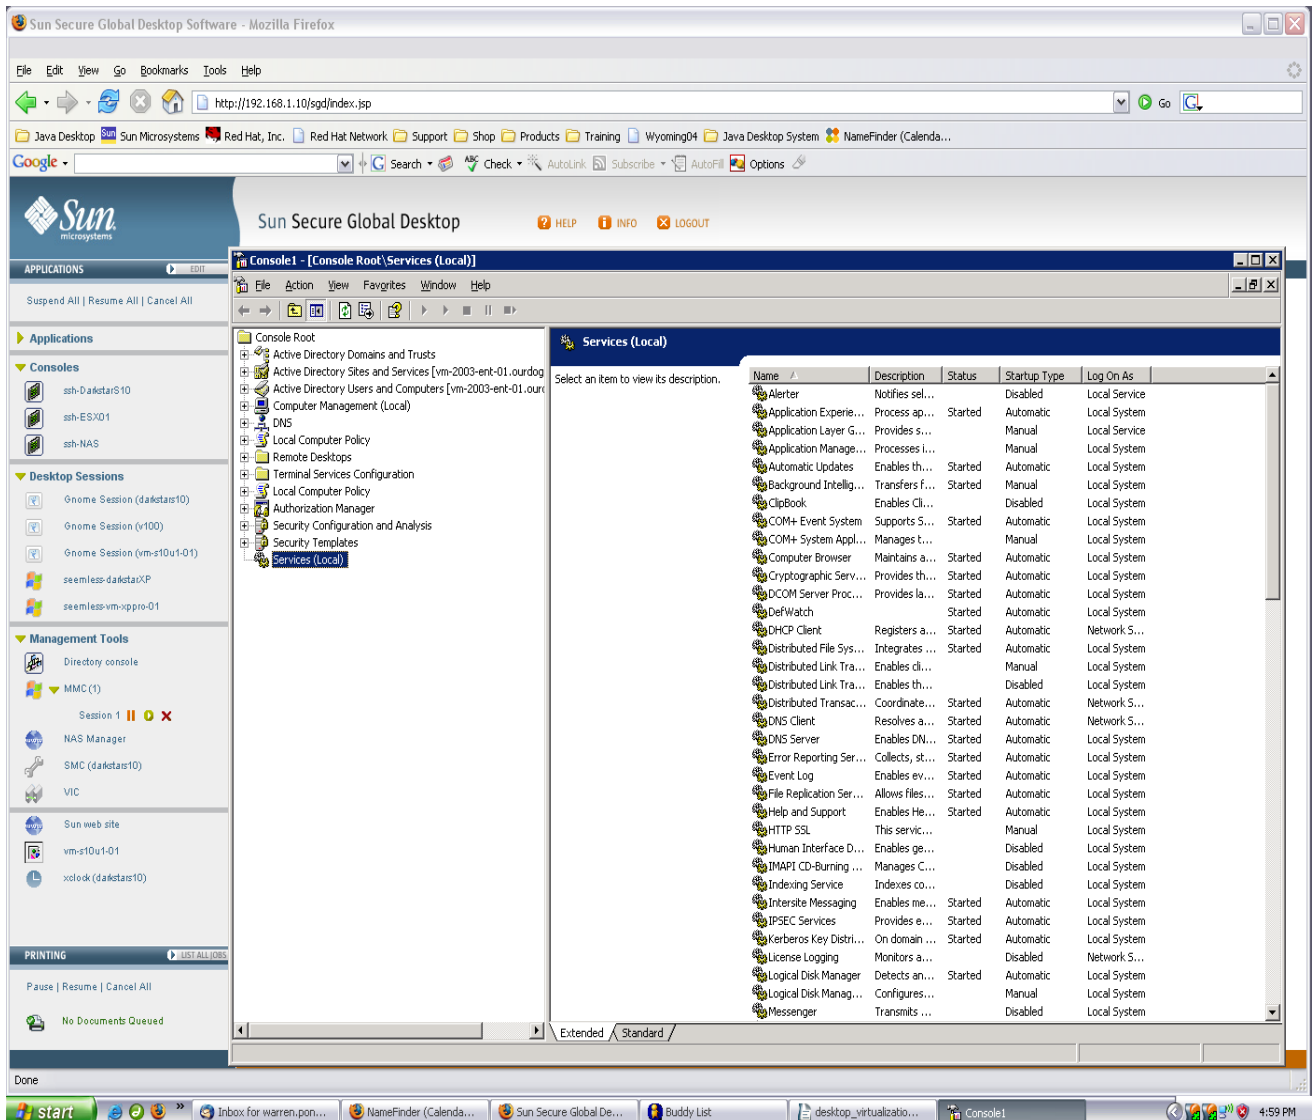 Sun Secure Global Desktop Software - Mozilla Firefox
File Edit View Go Bookmarks Tools Help
http://192.168.1.10/sgd/index.jsp Go G
Java Desktop Sun Sun Microsystems Red Hat, Inc. Red Hat Network Support Shop Products Training Wyoming04 Java Desktop System NameFinder (Calenda...
Google Search ABC Check AutoLink Subscribe AutoFill Options
Sun microsystems
Sun Secure Global Desktop ? HELP i INFO LOGOUT
APPLICATIONS EDIT
Suspend All | Resume All | Cancel All
Applications
Consoles
ssh-DarkstarS10
ssh-ESX01
ssh-NAS
Desktop Sessions
Gnome Session (darkstars10)
Gnome Session (v100)
Gnome Session (vm-s10u1-01)
seemless-darkstarXP
seemless-vm-xppro-01
Management Tools
Directory console
MMC (1)
Session 1
NAS Manager
SMC (darkstars10)
VIC
Sun web site
vm-s10u1-01
xclock (darkstars10)
PRINTING LIST ALL JOBS
Pause | Resume | Cancel All
No Documents Queued
Console1 - [Console Root\Services (Local)]
File Action View Favorites Window Help
Console Root
Active Directory Domains and Trusts
Active Directory Sites and Services [vm-2003-ent-01.ourdog
Active Directory Users and Computers [vm-2003-ent-01.our
Computer Management (Local)
DNS
Local Computer Policy
Remote Desktops
Terminal Services Configuration
Local Computer Policy
Authorization Manager
Security Configuration and Analysis
Security Templates
Services (Local)
Services (Local)
Select an item to view its description.
Name Description Status Startup Type Log On As
Alerter Notifies sel... Disabled Local Service
Application Experie... Process ap... Started Automatic Local System
Application Layer G... Provides s... Manual Local Service
Application Manage... Processes i... Manual Local System
Automatic Updates Enables th... Started Automatic Local System
Background Intellig... Transfers f... Started Manual Local System
ClipBook Enables Cli... Disabled Local System
COM+ Event System Supports S... Started Automatic Local System
COM+ System Appl... Manages t... Manual Local System
Computer Browser Maintains a... Started Automatic Local System
Cryptographic Serv... Provides th... Started Automatic Local System
DCOM Server Proc... Provides la... Started Automatic Local System
DefWatch Started Automatic Local System
DHCP Client Registers a... Started Automatic Network S...
Distributed File Sys... Integrates ... Started Automatic Local System
Distributed Link Tra... Enables cli... Manual Local System
Distributed Link Tra... Enables th... Disabled Local System
Distributed Transac... Coordinate... Started Automatic Network S...
DNS Client Resolves a... Started Automatic Network S...
DNS Server Enables DN... Started Automatic Local System
Error Reporting Ser... Collects, st... Started Automatic Local System
Event Log Enables ev... Started Automatic Local System
File Replication Ser... Allows files... Started Automatic Local System
Help and Support Enables He... Started Automatic Local System
HTTP SSL This servic... Manual Local System
Human Interface D... Enables ge... Disabled Local System
IMAPI CD-Burning ... Manages C... Disabled Local System
Indexing Service Indexes co... Disabled Local System
Intersite Messaging Enables me... Started Automatic Local System
IPSEC Services Provides e... Started Automatic Local System
Kerberos Key Distri... On domain ... Started Automatic Local System
License Logging Monitors a... Disabled Network S...
Logical Disk Manager Detects an... Started Automatic Local System
Logical Disk Manag... Configures... Manual Local System
Messenger Transmits ... Disabled Local System
Extended Standard
Done
start Inbox for warren.pon... NameFinder (Calenda... Sun Secure Global De... Buddy List desktop_virtualizatio... Console1 4:59 PM